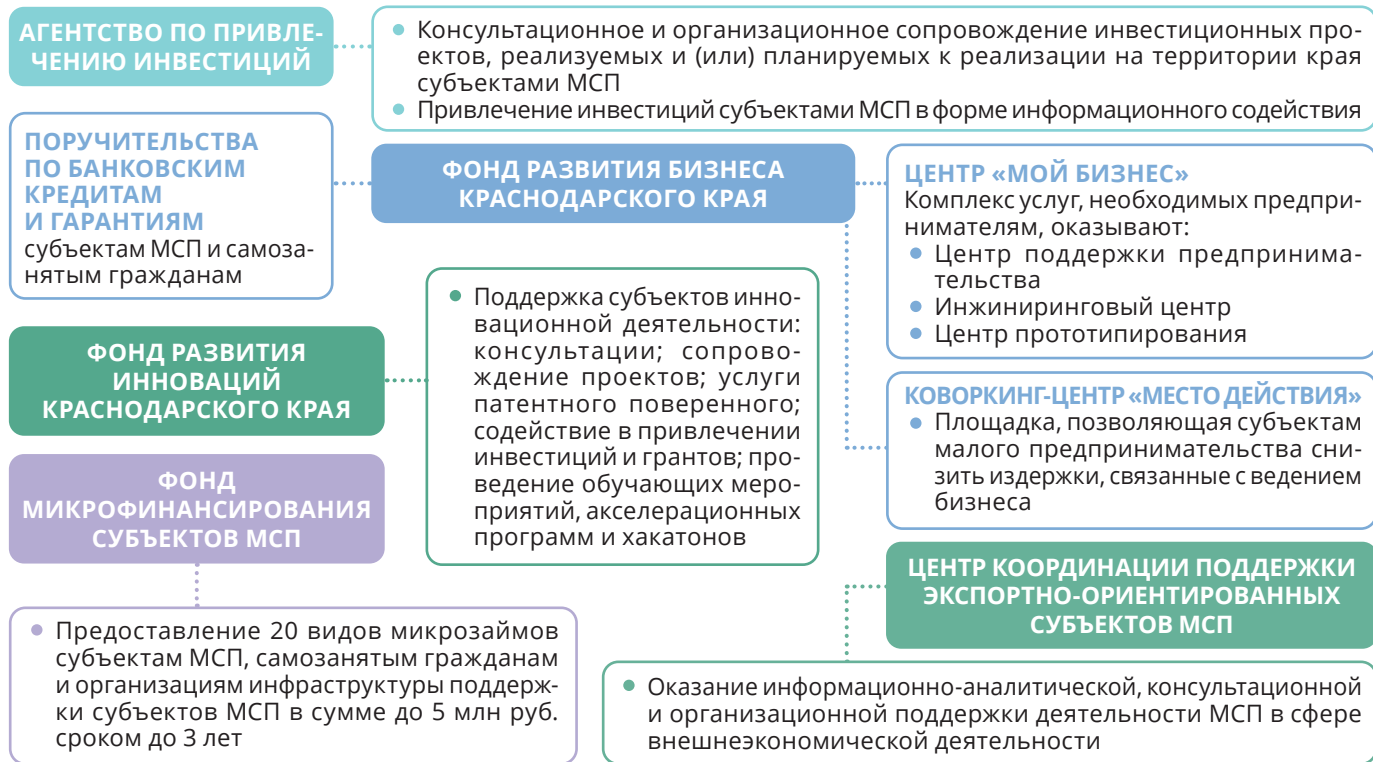 АГЕНТСТВО ПО ПРИВЛЕ-
ЧЕНИЮ ИНВЕСТИЦИЙ
Консультационное и организационное сопровождение инвестиционных про-
ектов, реализуемых и (или) планируемых к реализации на территории края
субъектами МСП
Привлечение инвестиций субъектами МСП в форме информационного содействия
ПОРУЧИТЕЛЬСТВА
ПО БАНКОВСКИМ
КРЕДИТАМ
И ГАРАНТИЯМ
субъектам МСП и самоза-
нятым гражданам
ФОНД РАЗВИТИЯ БИЗНЕСА
КРАСНОДАРСКОГО КРАЯ
ЦЕНТР «МОЙ БИЗНЕС»
Комплекс услуг, необходимых предпри-
нимателям, оказывают:
Центр поддержки предпринима-
тельства
Инжиниринговый центр
Центр прототипирования
КОВОРКИНГ-ЦЕНТР «МЕСТО ДЕЙСТВИЯ»
Площадка, позволяющая субъектам
малого предпринимательства сни-
зить издержки, связанные с ведением
бизнеса
ФОНД РАЗВИТИЯ
ИННОВАЦИЙ
КРАСНОДАРСКОГО КРАЯ
Поддержка субъектов инно-
вационной деятельности:
консультации; сопрово-
ждение проектов; услуги
патентного поверенного;
содействие в привлечении
инвестиций и грантов; про-
ведение обучающих меро-
приятий, акселерационных
программ и хакатонов
ФОНД
МИКРОФИНАНСИРОВАНИЯ
СУБЪЕКТОВ МСП
Предоставление 20 видов микрозаймов
субъектам МСП, самозанятым гражданам
и организациям инфраструктуры поддерж-
ки субъектов МСП в сумме до 5 млн руб.
сроком до 3 лет
ЦЕНТР КООРДИНАЦИИ ПОДДЕРЖКИ
ЭКСПОРТНО-ОРИЕНТИРОВАННЫХ
СУБЪЕКТОВ МСП
Оказание информационно-аналитической, консультационной
и организационной поддержки деятельности МСП в сфере
внешнеэкономической деятельности